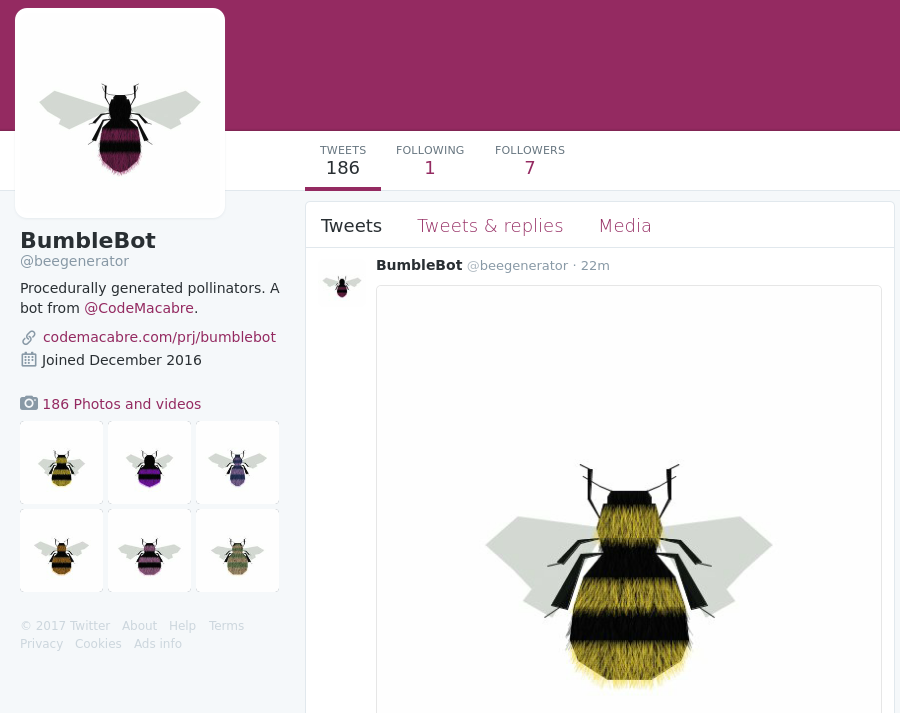 TWEETS FOLLOWING FOLLOWERS
186 1 7
BumbleBot
@beegenerator
Procedurally generated pollinators. A
bot from @CodeMacabre.
codemacabre.com/prj/bumblebot
Joined December 2016
186 Photos and videos
© 2017 Twitter About Help Terms
Privacy Cookies Ads info
Tweets Tweets & replies Media
BumbleBot @beegenerator · 22m